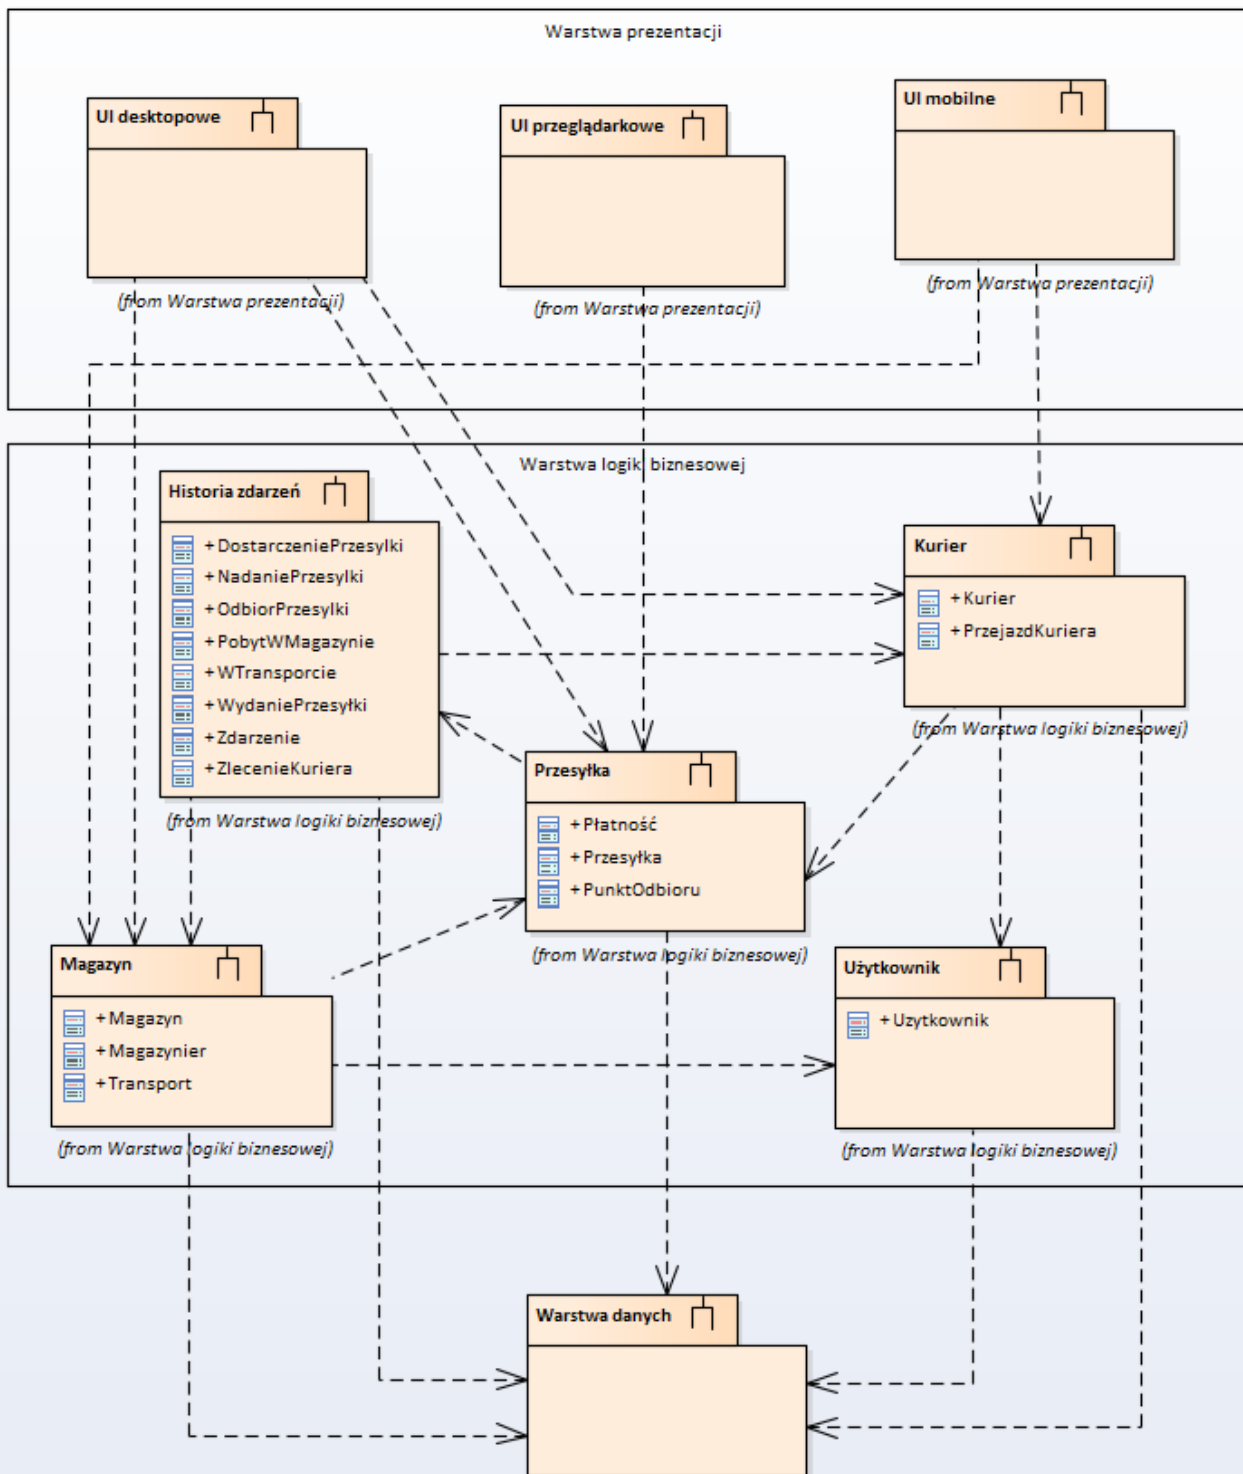 Warstwa prezentacji
UI desktopowe
UI przeglądarkowe
UI mobilne
(from Warstwa prezentacji)
(from Warstwa prezentacji)
(from Warstwa prezentacji)
Warstwa logiki biznesowej
Historia zdarzeń
+DostarczeniePrzesylki
+NadaniePrzesylki
+OdbiorPrzesylki
+PobytWMagazynie
+WTransporcie
+WydaniePrzesyłki
+Zdarzenie
+ZlecenieKuriera
(from Warstwa logiki biznesowej)
Kurier
+Kurier
+PrzejazdKuriera
(from Warstwa logiki biznesowej)
Przesyłka
+Płatność
+Przesyłka
+PunktOdbioru
(from Warstwa logiki biznesowej)
Magazyn
+Magazyn
+Magazynier
+Transport
(from Warstwa logiki biznesowej)
Użytkownik
+Uzytkownik
(from Warstwa logiki biznesowej)
Warstwa danych